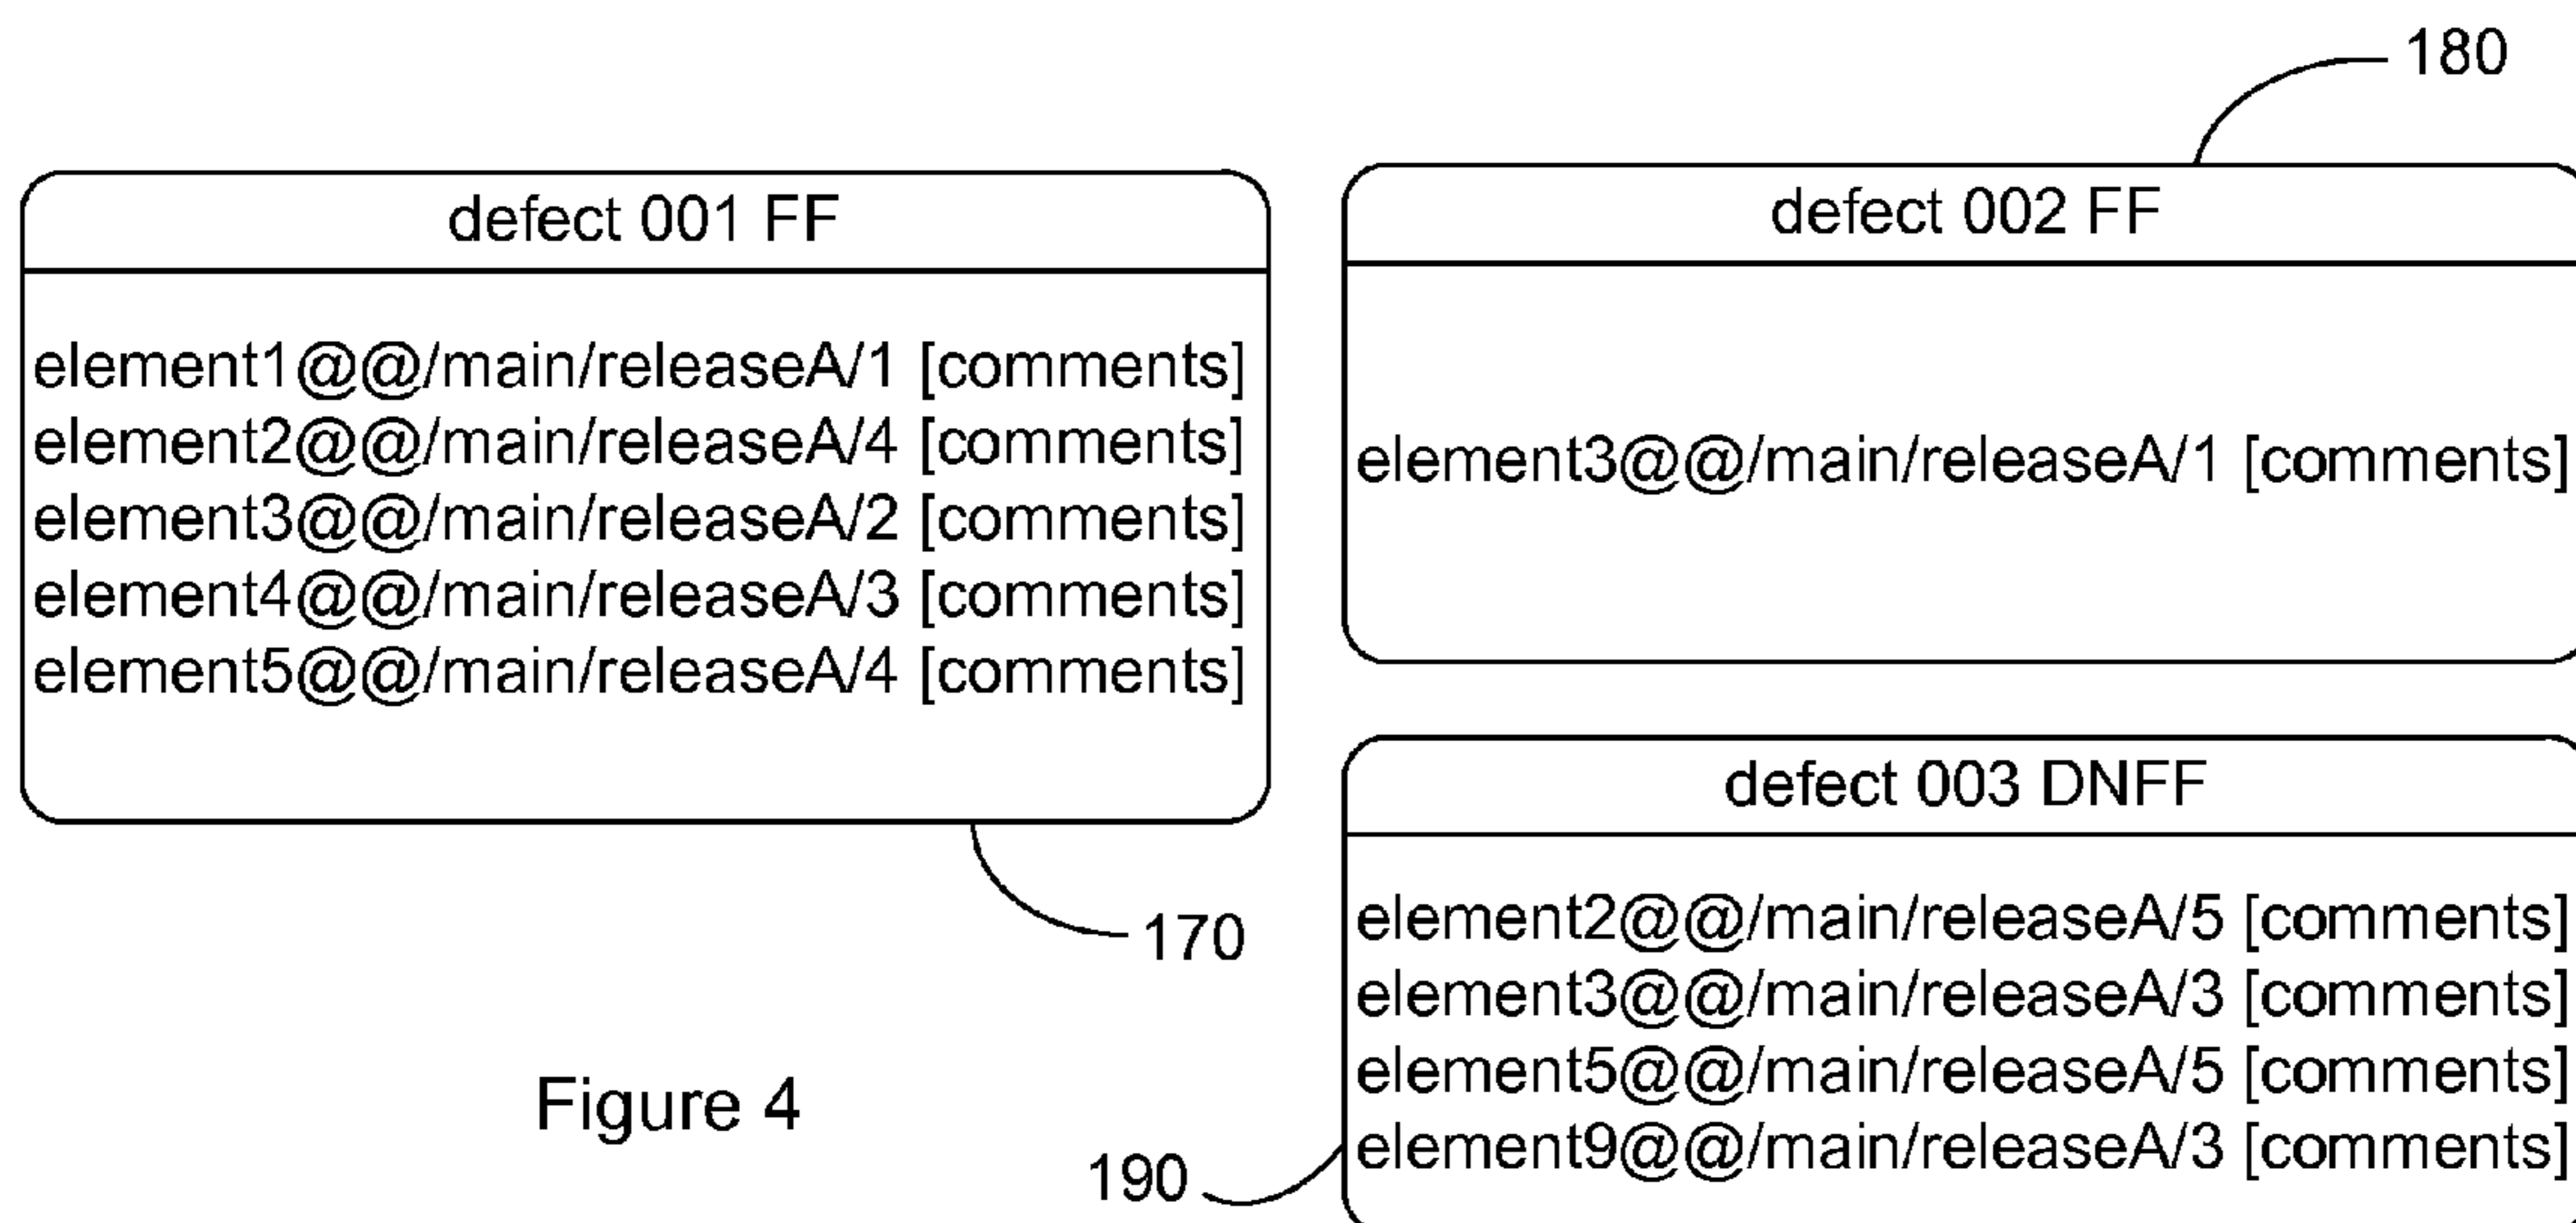 180
defect 001 FF
element1@@/main/releaseA/1 [comments]
element2@@/main/releaseA/4 [comments]
element3@@/main/releaseA/2 [comments]
element4@@/main/releaseA/3 [comments]
element5@@/main/releaseA/4 [comments]
170
defect 002 FF
element3@@/main/releaseA/1 [comments]
defect 003 DNFF
element2@@/main/releaseA/5 [comments]
element3@@/main/releaseA/3 [comments]
element5@@/main/releaseA/5 [comments]
element9@@/main/releaseA/3 [comments]
190
Figure 4